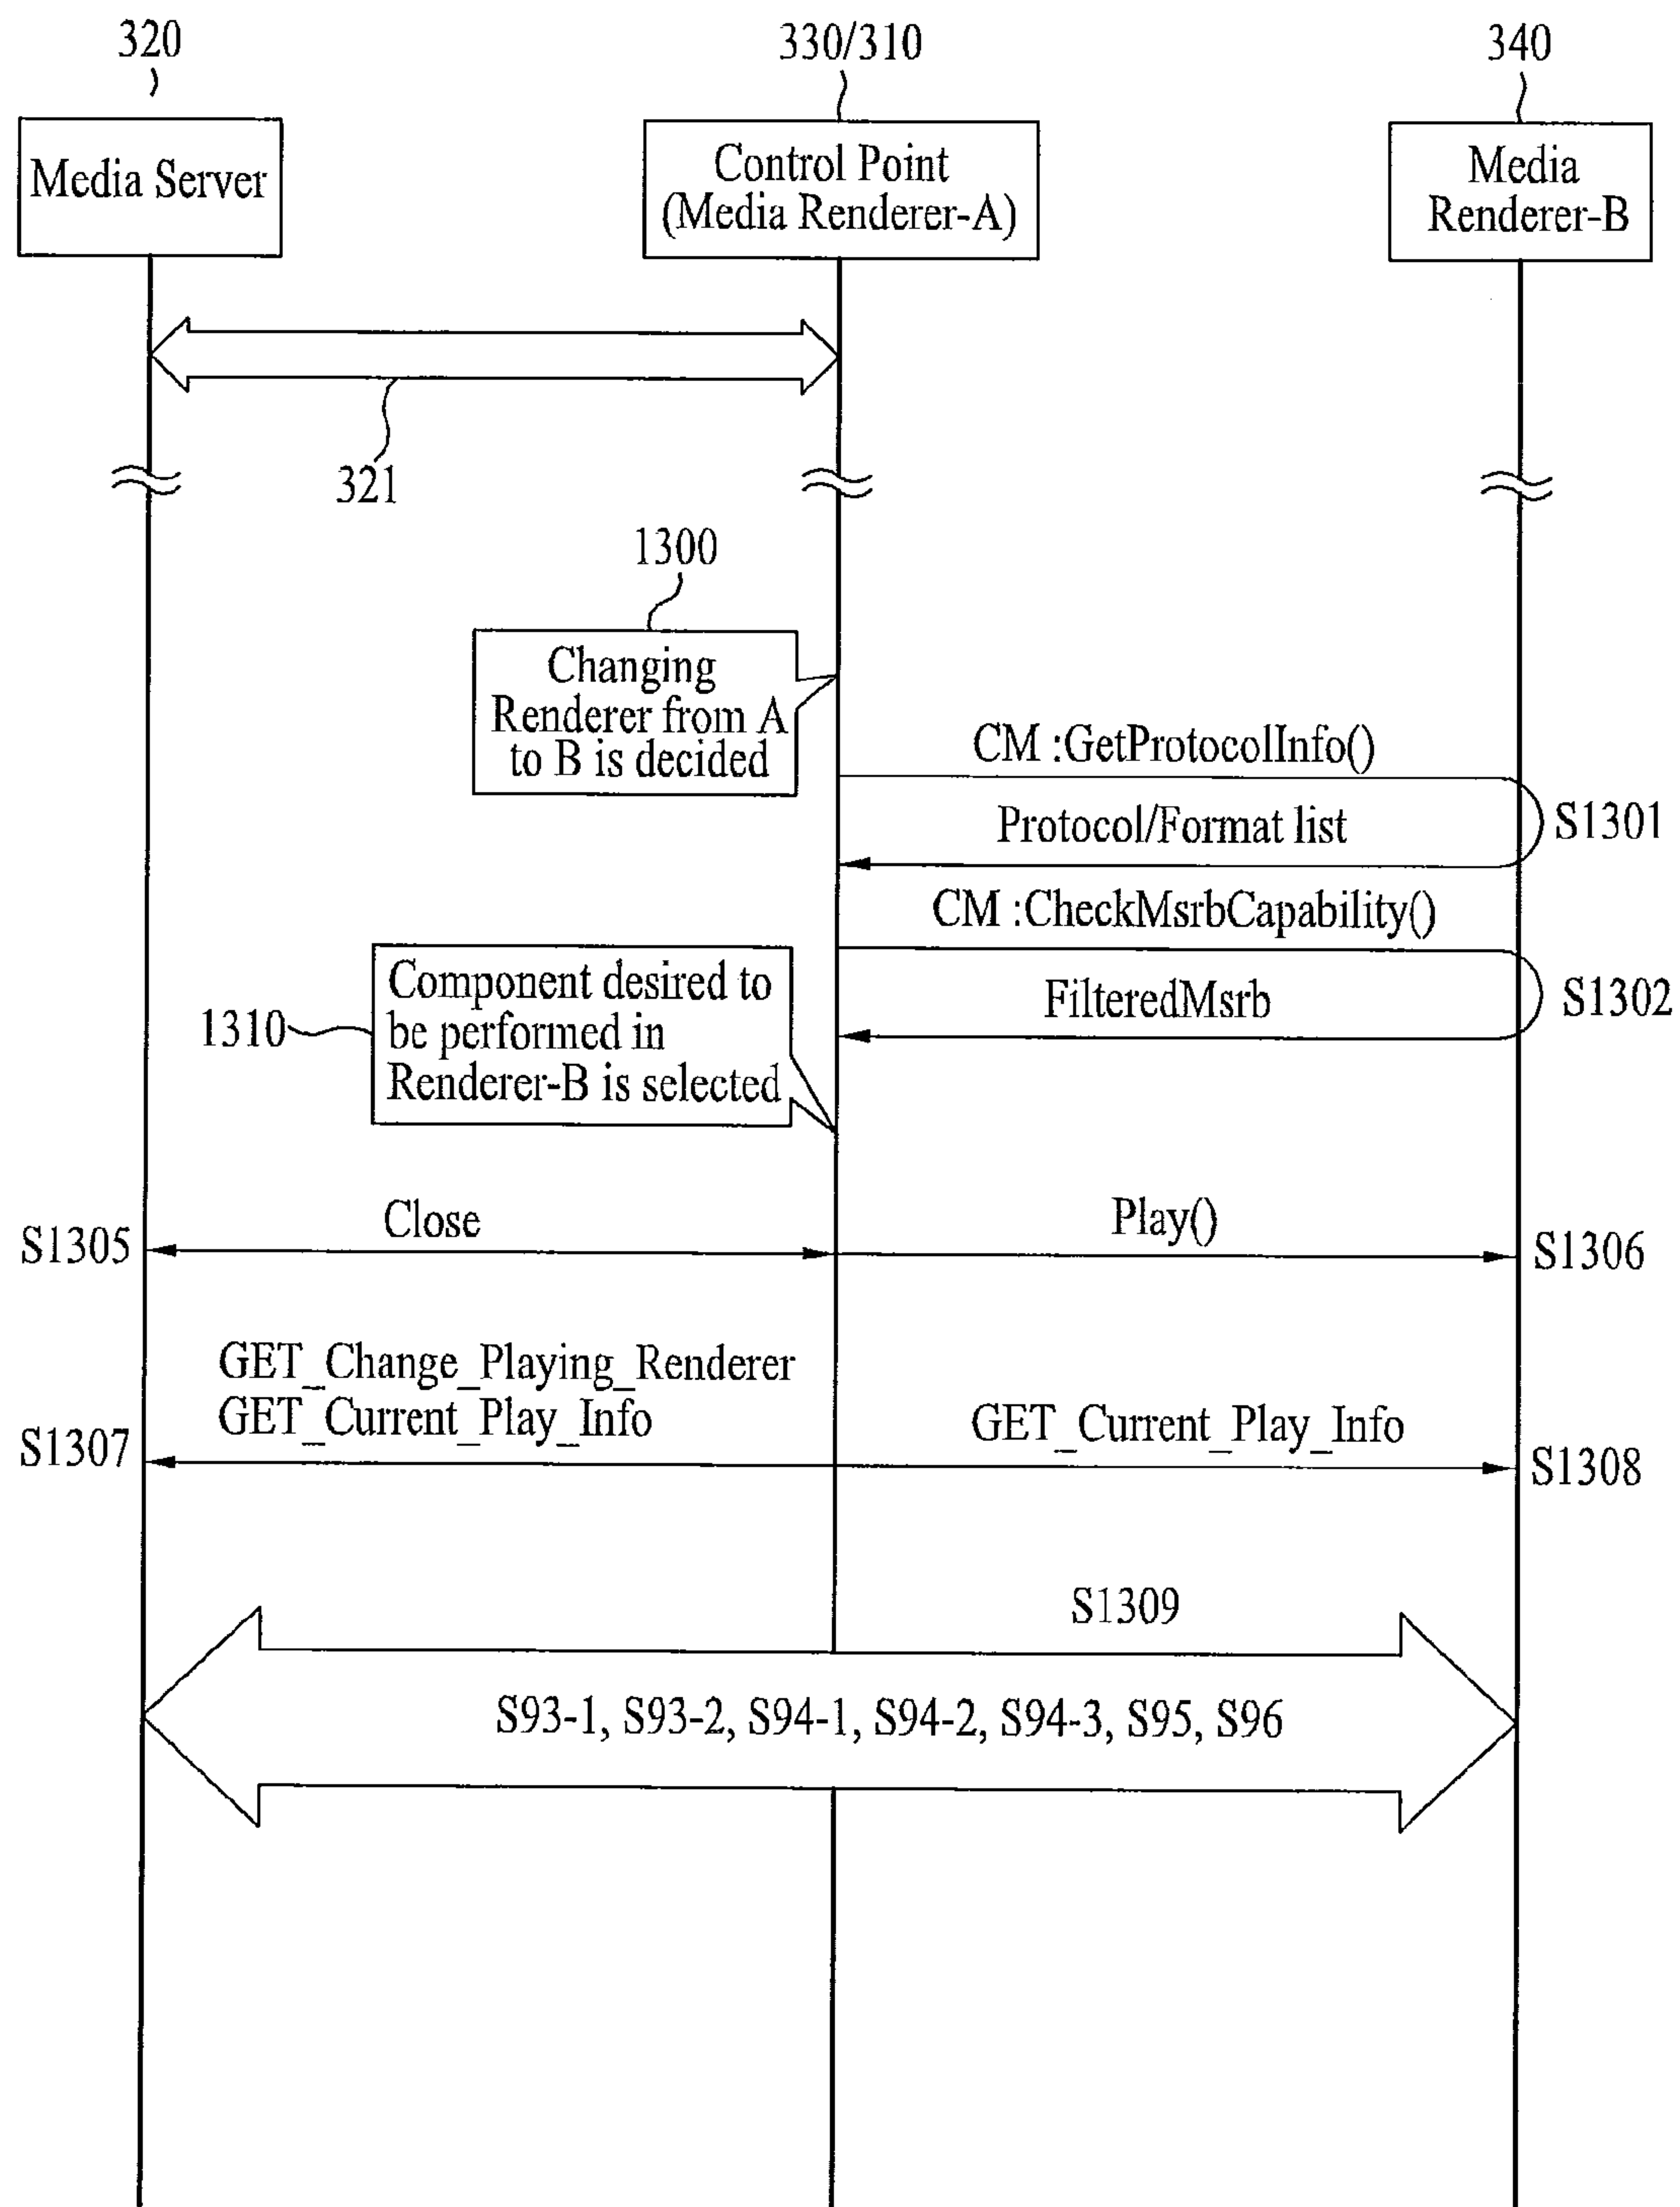 320
330/310
340
Media Server
Control Point
(Media Renderer-A)
Media
Renderer-B
321
1300
Changing
Renderer from A
to B is decided
CM :GetProtocolInfo()
Protocol/Format list
S1301
CM :CheckMsrbCapability()
FilteredMsrb
S1302
1310
Component desired to
be performed in
Renderer-B is selected
S1305
Close
Play()
S1306
GET_Change_Playing_Renderer
GET_Current_Play_Info
GET_Current_Play_Info
S1307
S1308
S1309
S93-1, S93-2, S94-1, S94-2, S94-3, S95, S96